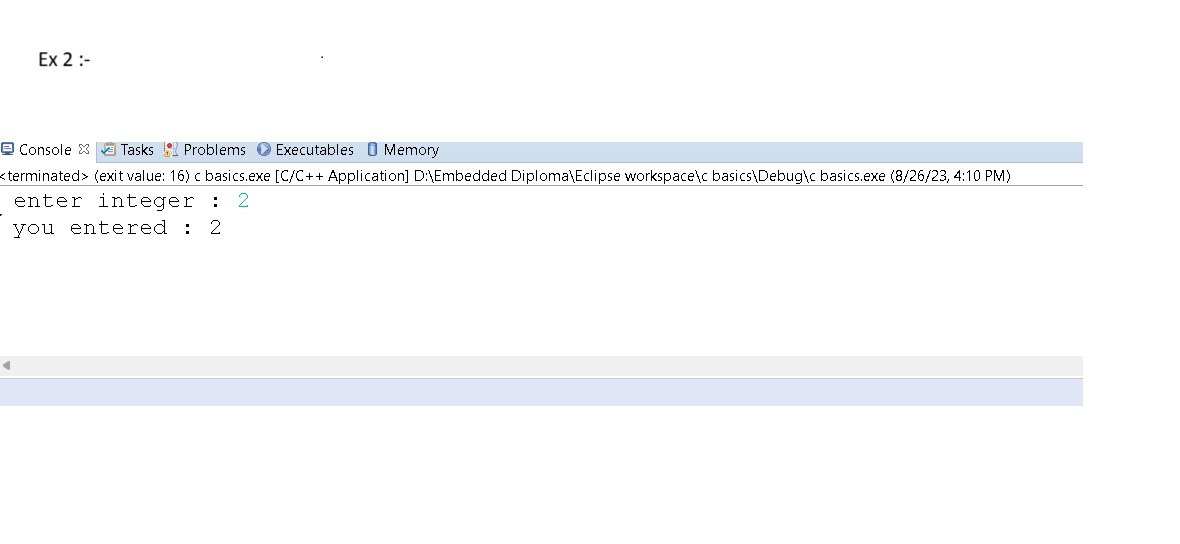 Ex 2 :-
Console Tasks Problems Executables Memory
<terminated> (exit value: 16) c basics.exe [C/C++ Application] D:\Embedded Diploma\Eclipse workspace\c basics\Debug\c basics.exe (8/26/23, 4:10 PM)
enter integer : 2
you entered : 2